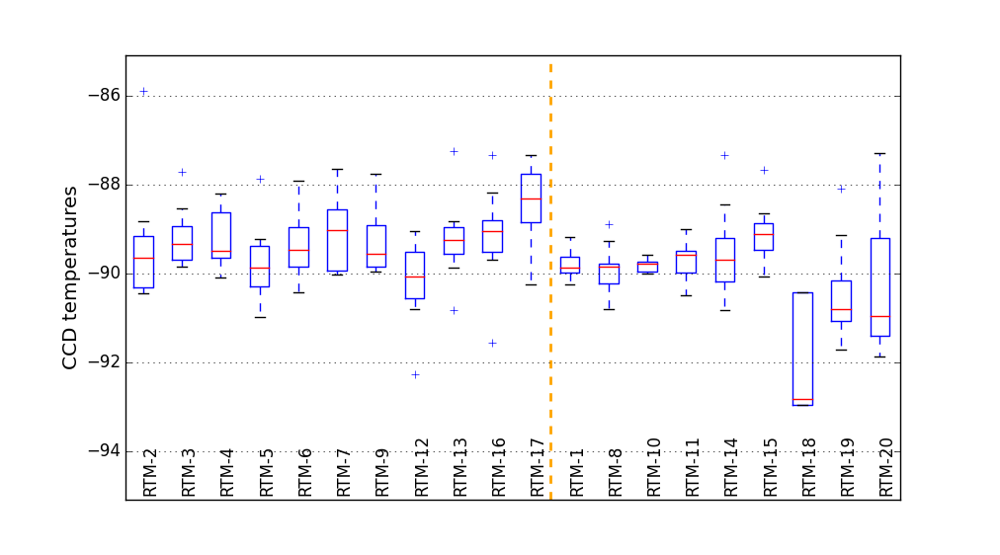 CCD temperatures
−86
−88
−90
−92
−94
RTM-2
RTM-3
RTM-4
RTM-5
RTM-6
RTM-7
RTM-9
RTM-12
RTM-13
RTM-16
RTM-17
RTM-1
RTM-8
RTM-10
RTM-11
RTM-14
RTM-15
RTM-18
RTM-19
RTM-20